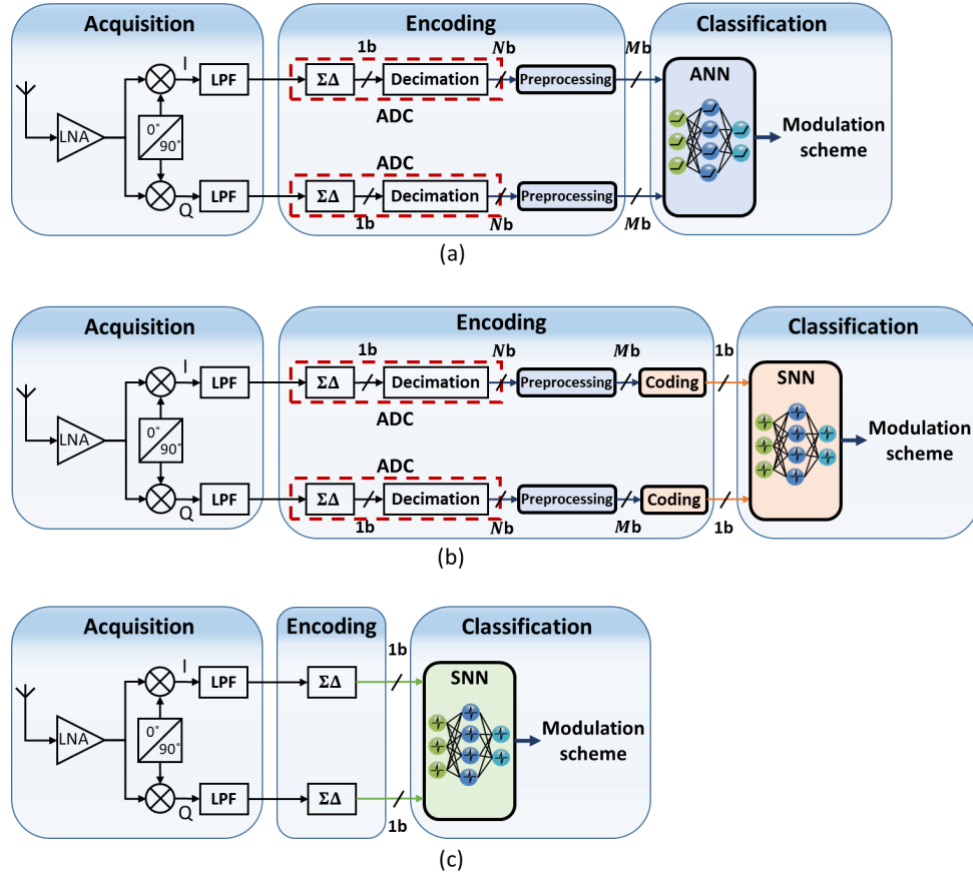 Acquisition Encoding Classification
1b Nb Mb
I LPF ΣΔ Decimation Preprocessing ANN
ADC
LNA 0° 90° Modulation scheme
ADC
Q LPF ΣΔ Decimation Preprocessing
1b Nb Mb
(a)
Acquisition Encoding Classification
1b Nb Mb 1b
I LPF ΣΔ Decimation Preprocessing Coding SNN
ADC
LNA 0° 90° Modulation scheme
ADC
Q LPF ΣΔ Decimation Preprocessing Coding
1b Nb Mb 1b
(b)
Acquisition Encoding Classification
1b
I LPF ΣΔ SNN
LNA 0° 90° Modulation scheme
Q LPF ΣΔ
1b
(c)